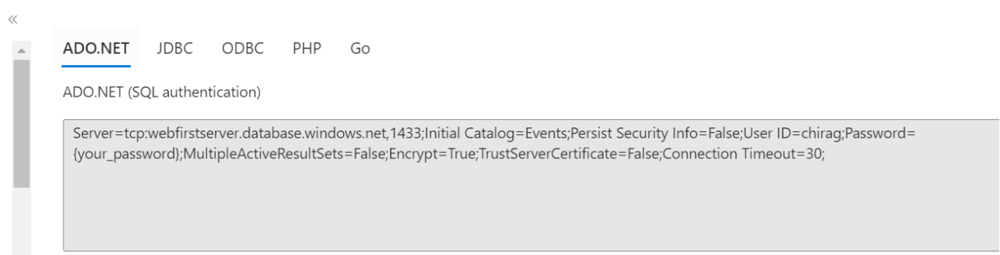 «
ADO.NET JDBC ODBC PHP Go
ADO.NET (SQL authentication)
Server=tcp:webfirstserver.database.windows.net,1433;Initial Catalog=Events;Persist Security Info=False;User ID=chirag;Password=
{your_password};MultipleActiveResultSets=False;Encrypt=True;TrustServerCertificate=False;Connection Timeout=30;